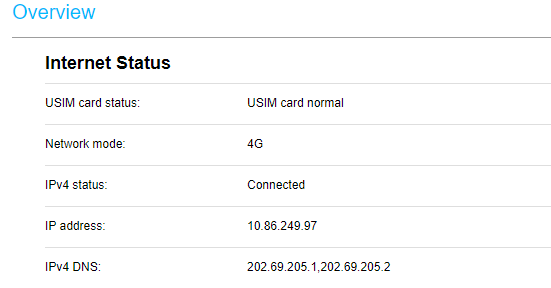 Overview
Internet Status
USIM card status: USIM card normal
Network mode: 4G
IPv4 status: Connected
IP address: 10.86.249.97
IPv4 DNS: 202.69.205.1,202.69.205.2